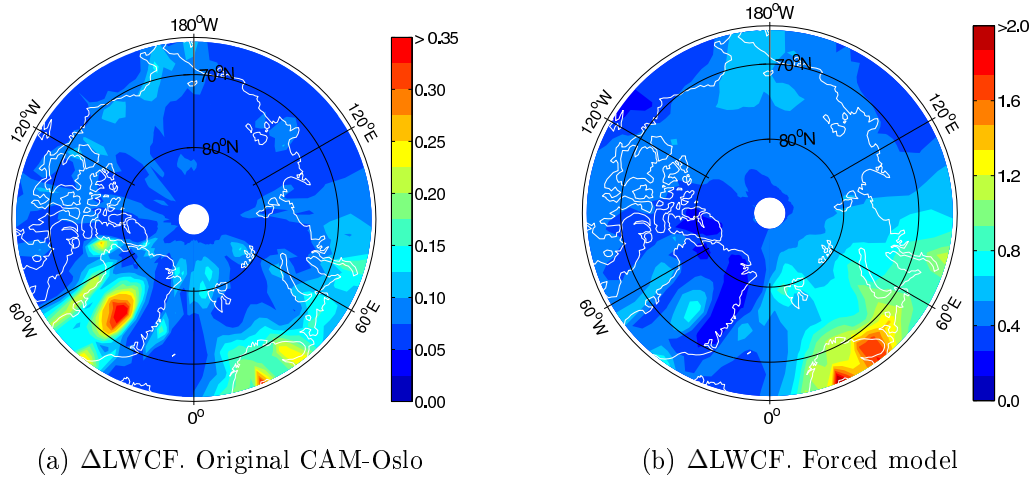 180°W
70°N
80°N
120°W
120°E
60°W
60°E
0°
> 0.35
0.30
0.25
0.20
0.15
0.10
0.05
0.00
(a) ΔLWCF. Original CAM-Oslo
180°W
70°N
80°N
120°W
120°E
60°W
60°E
0°
>2.0
1.6
1.2
0.8
0.4
0.0
(b) ΔLWCF. Forced model